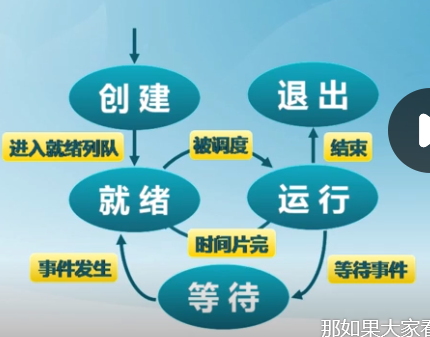 创建
退出
进入就绪列队
被调度
结束
就绪
运行
时间片完
事件发生
等待事件
等待
那如果大家看